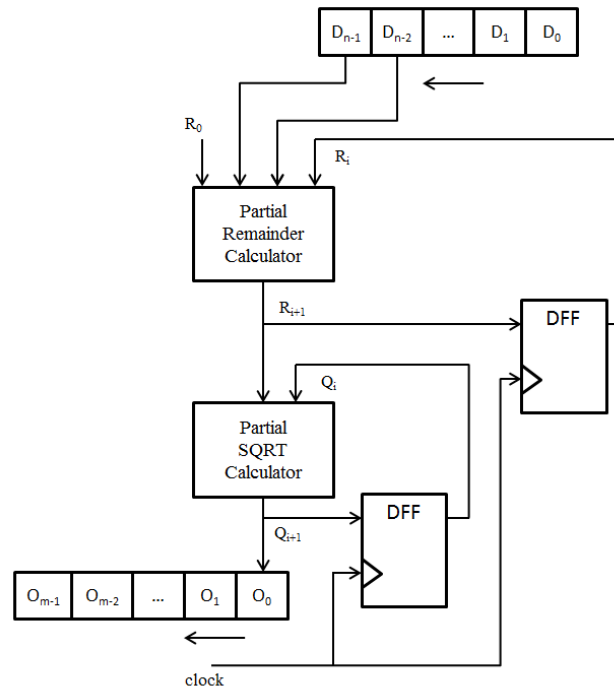 Dn-1 Dn-2 ... D1 D0
R0
Ri
Partial
Remainder
Calculator
Ri+1
DFF
Qi
Partial
SQRT
Calculator
DFF
Qi+1
Om-1 Om-2 ... O1 O0
clock